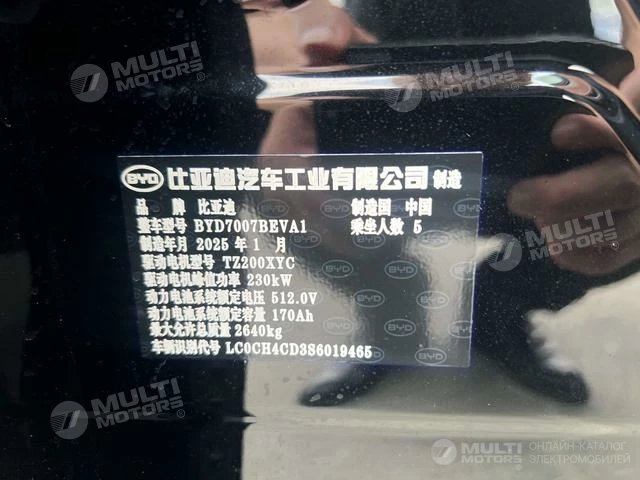 MULTI MOTORS
MULTI MOTORS
BYD 比亚迪汽车工业有限公司 制造
品 牌 比亚迪 制造国 中国
整车型号 BYD7007BEVA1 乘坐人数 5
制造年月 2025 年 1 月
驱动电机型号 TZ200XYC
驱动电机峰值功率 230kW
动力电池系统额定电压 512.0V
动力电池系统额定容量 170Ah
最大允许总质量 2640kg
车辆识别代号 LC0CH4CD3S6019465
MULTI MOTORS
MULTI MOTORS
MULTI MOTORS ОНЛАЙН-КАТАЛОГ ЭЛЕКТРОМОБИЛЕЙ